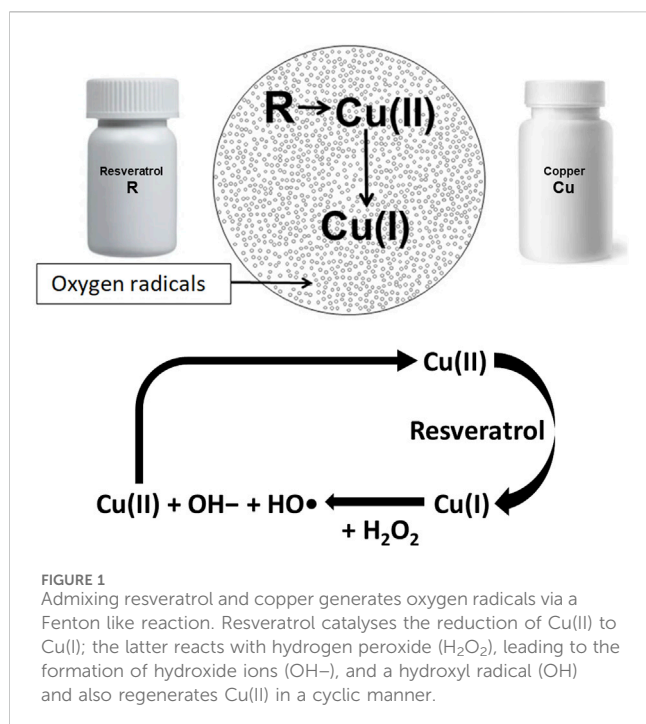 Resveratrol
R
R→Cu(II)
Cu(I)
Copper
Cu
Oxygen radicals
Cu(II)
Resveratrol
Cu(II) + OH− + HO•
Cu(I)
+ H₂O₂
FIGURE 1
Admixing resveratrol and copper generates oxygen radicals via a
Fenton like reaction. Resveratrol catalyses the reduction of Cu(II) to
Cu(I); the latter reacts with hydrogen peroxide (H₂O₂), leading to the
formation of hydroxide ions (OH−), and a hydroxyl radical (OH)
and also regenerates Cu(II) in a cyclic manner.